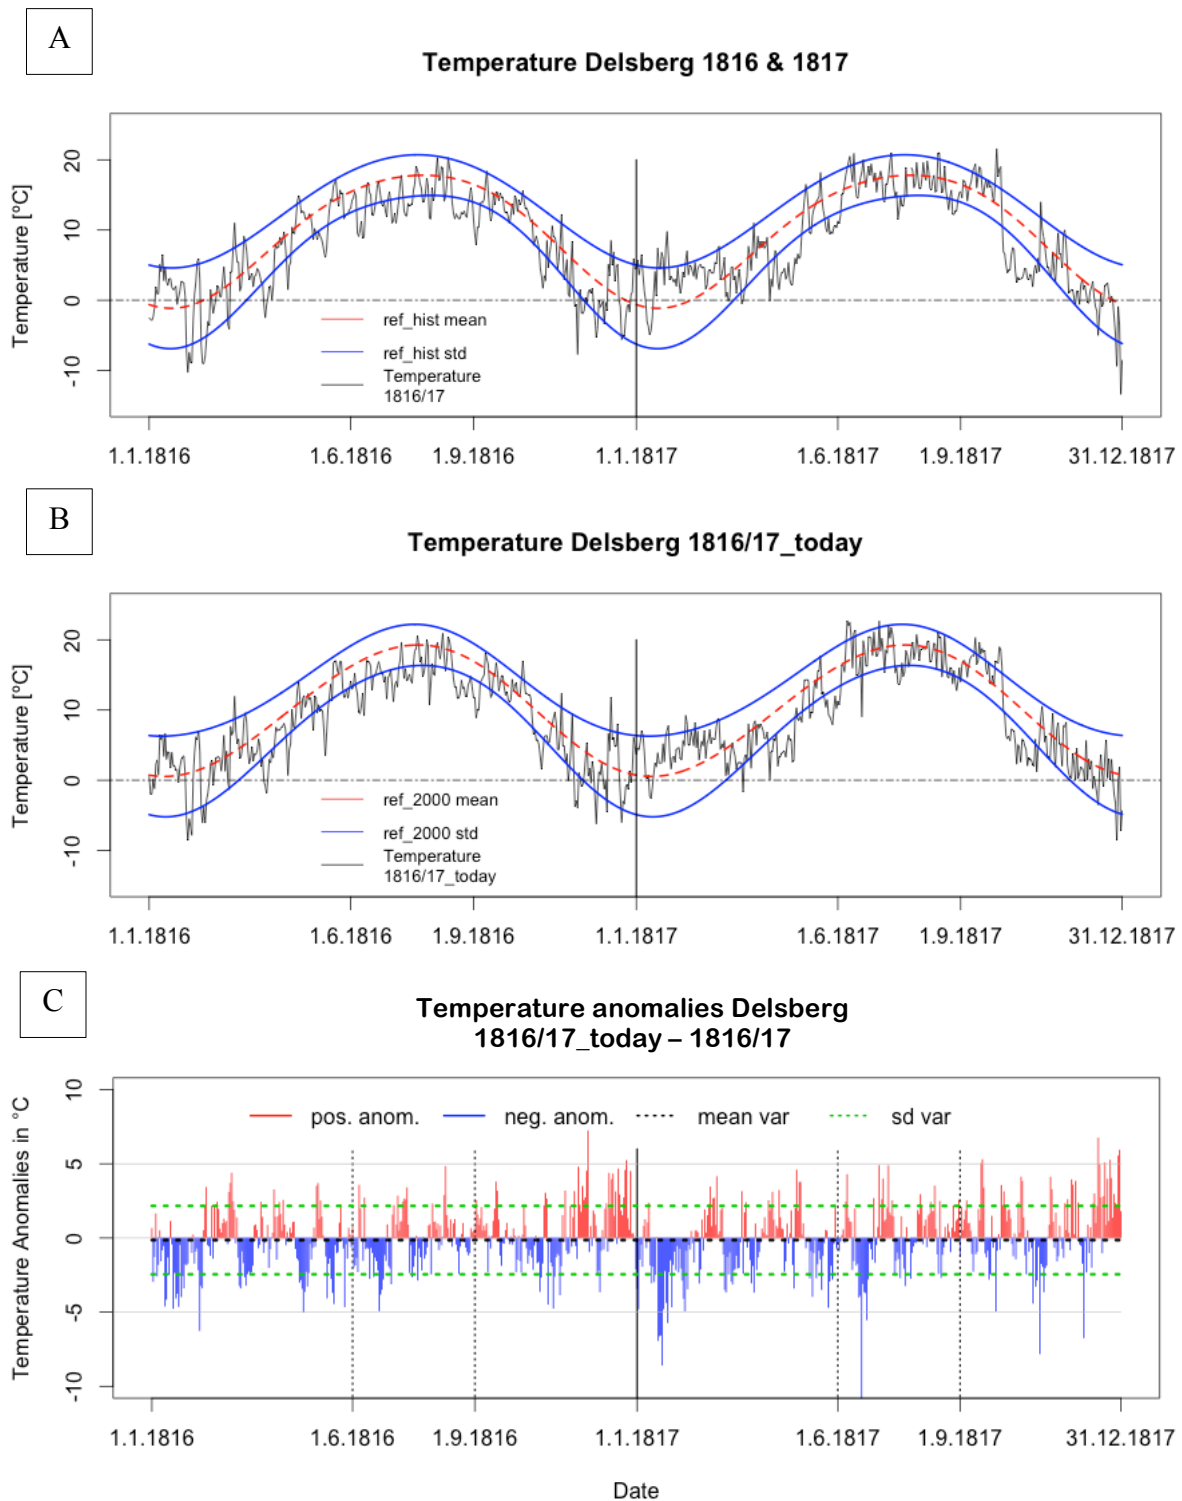 A
Temperature Delsberg 1816 & 1817
Temperature [°C]
20
10
0
-10
ref_hist mean
ref_hist std
Temperature
1816/17
1.1.1816
1.6.1816
1.9.1816
1.1.1817
1.6.1817
1.9.1817
31.12.1817
B
Temperature Delsberg 1816/17_today
Temperature [°C]
20
10
0
-10
ref_2000 mean
ref_2000 std
Temperature
1816/17_today
1.1.1816
1.6.1816
1.9.1816
1.1.1817
1.6.1817
1.9.1817
31.12.1817
C
Temperature anomalies Delsberg
1816/17_today – 1816/17
Temperature Anomalies in °C
10
5
0
-5
-10
pos. anom.
neg. anom.
mean var
sd var
1.1.1816
1.6.1816
1.9.1816
1.1.1817
1.6.1817
1.9.1817
31.12.1817
Date